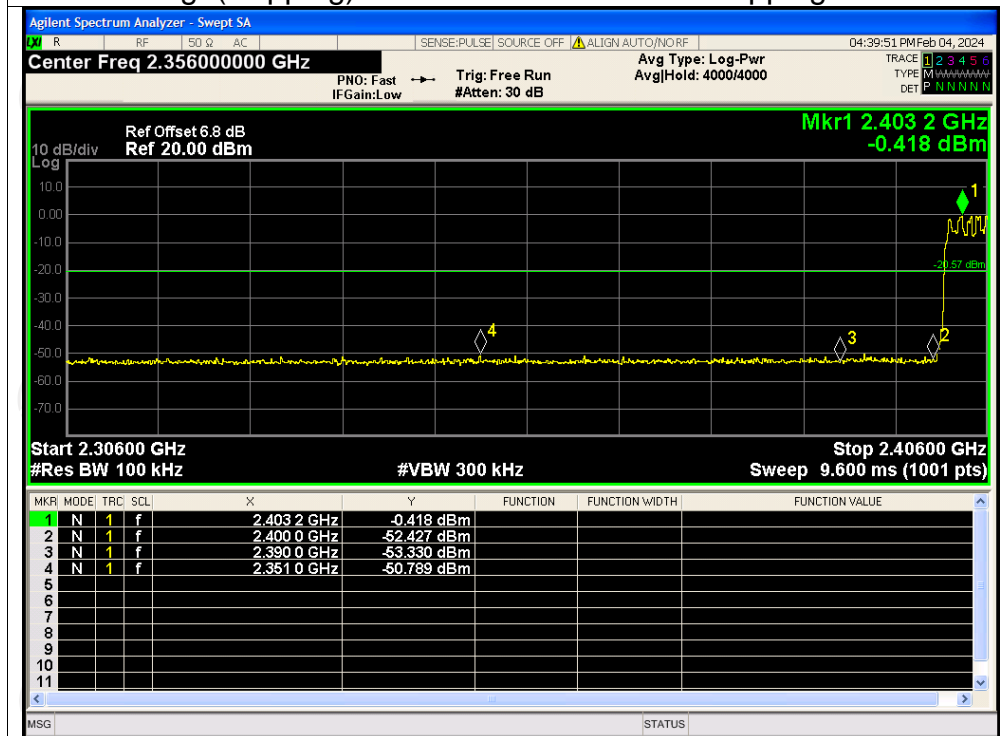 Agilent Spectrum Analyzer - Swept SA
LXI R RF 50 Ω AC SENSE:PULSE SOURCE OFF ALIGN AUTO/NORF 04:39:51 PM Feb 04, 2024
Center Freq 2.356000000 GHz
PNO: Fast
IFGain:Low
Trig: Free Run
#Atten: 30 dB
Avg Type: Log-Pwr
Avg|Hold: 4000/4000
TRACE 1 2 3 4 5 6
TYPE M
DET P N N N N N
Mkr1 2.403 2 GHz
-0.418 dBm
Ref Offset 6.8 dB
10 dB/div Ref 20.00 dBm
Log
10.0
0.00
-10.0
-20.0
-30.0
-40.0
-50.0
-60.0
-70.0
1
-20.57 dBm
4
3
2
Start 2.30600 GHz Stop 2.40600 GHz
#Res BW 100 kHz #VBW 300 kHz Sweep 9.600 ms (1001 pts)
MKR MODE TRC SCL X Y FUNCTION FUNCTION WIDTH FUNCTION VALUE
1 N 1 f 2.403 2 GHz -0.418 dBm
2 N 1 f 2.400 0 GHz -52.427 dBm
3 N 1 f 2.390 0 GHz -53.330 dBm
4 N 1 f 2.351 0 GHz -50.789 dBm
5
6
7
8
9
10
11
MSG STATUS